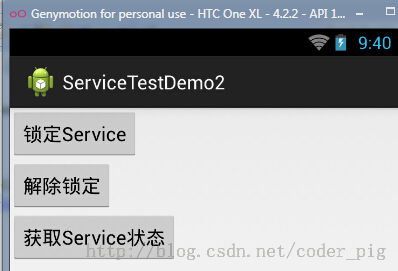 Genymotion for personal use - HTC One XL - 4.2.2 - API 1...
9:40
ServiceTestDemo2
锁定Service
解除锁定
获取Service状态
http://blog.csdn.net/coder_pig